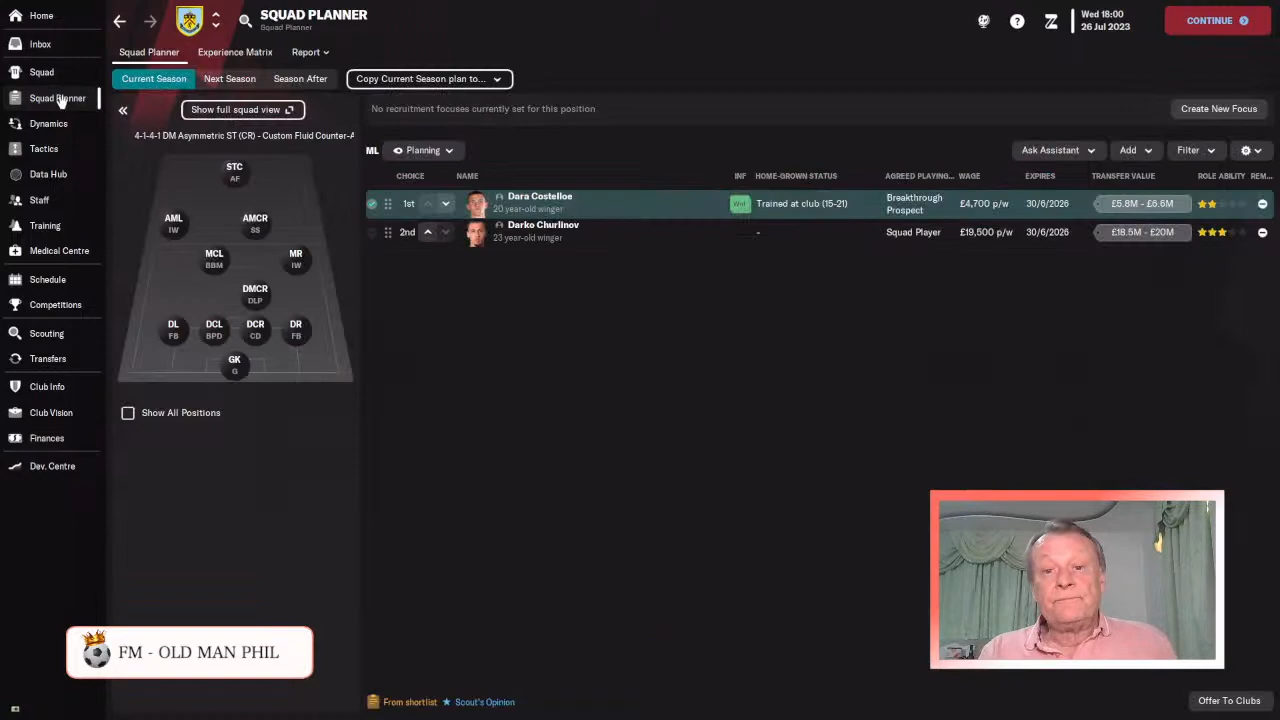 Home
Inbox
Squad
Squad Planner
Dynamics
Tactics
Data Hub
Staff
Training
Medical Centre
Schedule
Competitions
Scouting
Transfers
Club Info
Club Vision
Finances
Dev. Centre
SQUAD PLANNER
Squad Planner
Wed 18:00
26 Jul 2023
CONTINUE
Squad Planner Experience Matrix Report
Current Season Next Season Season After Copy Current Season plan to...
Show full squad view
No recruitment focuses currently set for this position Create New Focus
4-1-4-1 DM Asymmetric ST (CR) - Custom Fluid Counter-A
STC
AF
AML AMCR
IW SS
MCL MR
BBM IW
DMCR
DLP
DL DCL DCR DR
FB BPD CD FB
GK
G
Show All Positions
ML Planning Ask Assistant Add Filter
CHOICE NAME INF HOME-GROWN STATUS AGREED PLAYING... WAGE EXPIRES TRANSFER VALUE ROLE ABILITY REM...
1st Dara Costelloe Wnt Trained at club (15-21) Breakthrough Prospect £4,700 p/w 30/6/2026 £5.8M - £6.6M
20 year-old winger
2nd Darko Churlinov - Squad Player £19,500 p/w 30/6/2026 £18.5M - £20M
23 year-old winger
FM - OLD MAN PHIL
From shortlist Scout's Opinion
Offer To Clubs